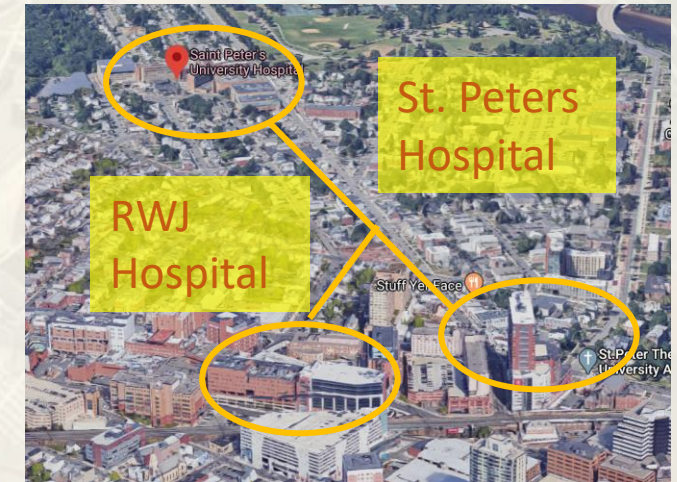 Saint Peter's
University Hospital
St. Peters
Hospital
RWJ
Hospital
Stuff Yer Face
St. Peter The
University A